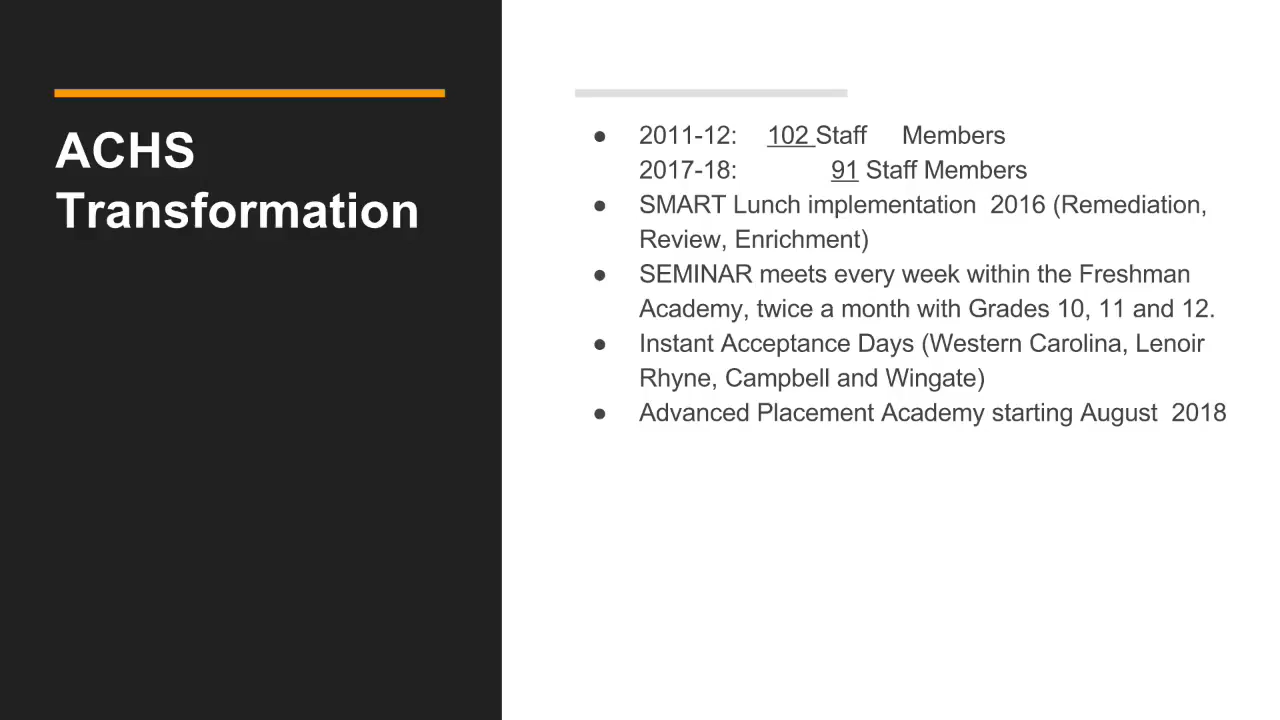 ACHS
Transformation
● 2011-12: 102 Staff Members
2017-18: 91 Staff Members
● SMART Lunch implementation 2016 (Remediation,
Review, Enrichment)
● SEMINAR meets every week within the Freshman
Academy, twice a month with Grades 10, 11 and 12.
● Instant Acceptance Days (Western Carolina, Lenoir
Rhyne, Campbell and Wingate)
● Advanced Placement Academy starting August 2018